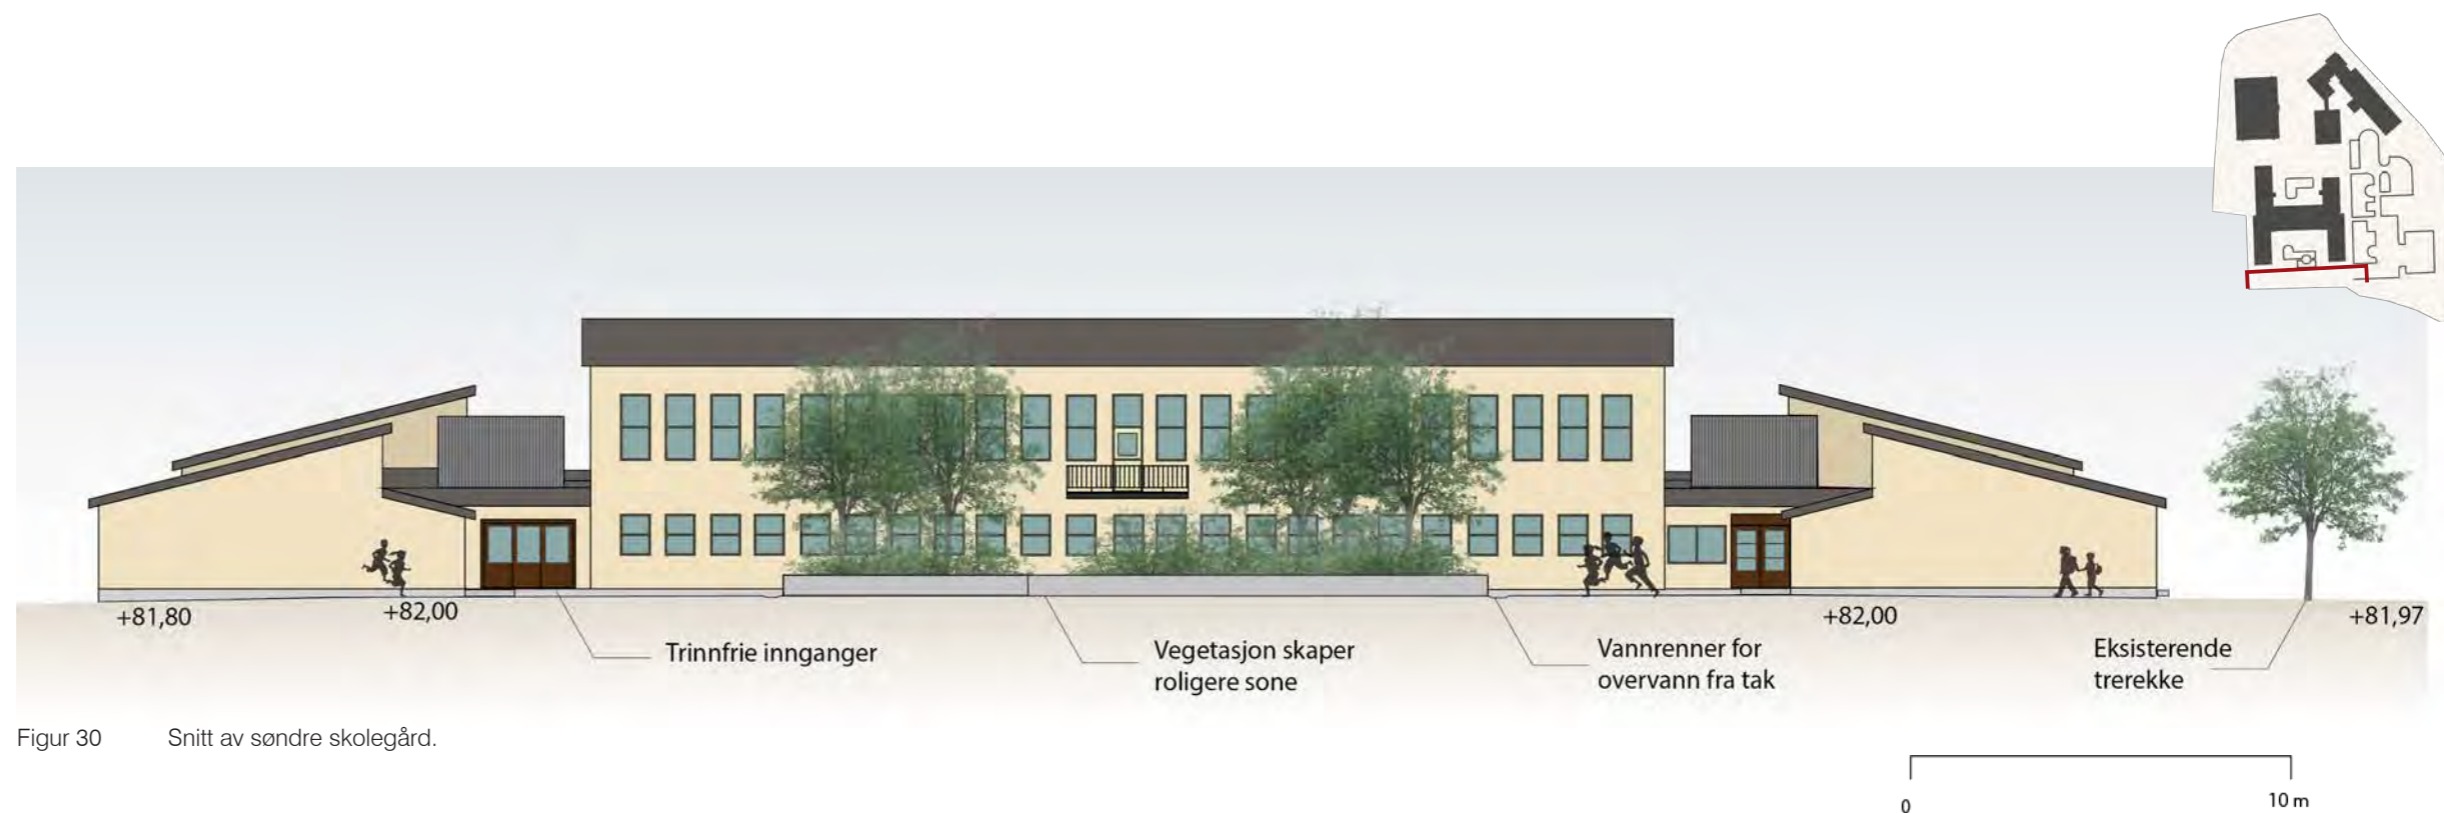 +81,80
+82,00
+82,00
+81,97
Trinnfrie innganger
Vegetasjon skaper
roligere sone
Vannrenner for
overvann fra tak
Eksisterende
trerekke
Figur 30 Snitt av søndre skolegård.
0
10 m